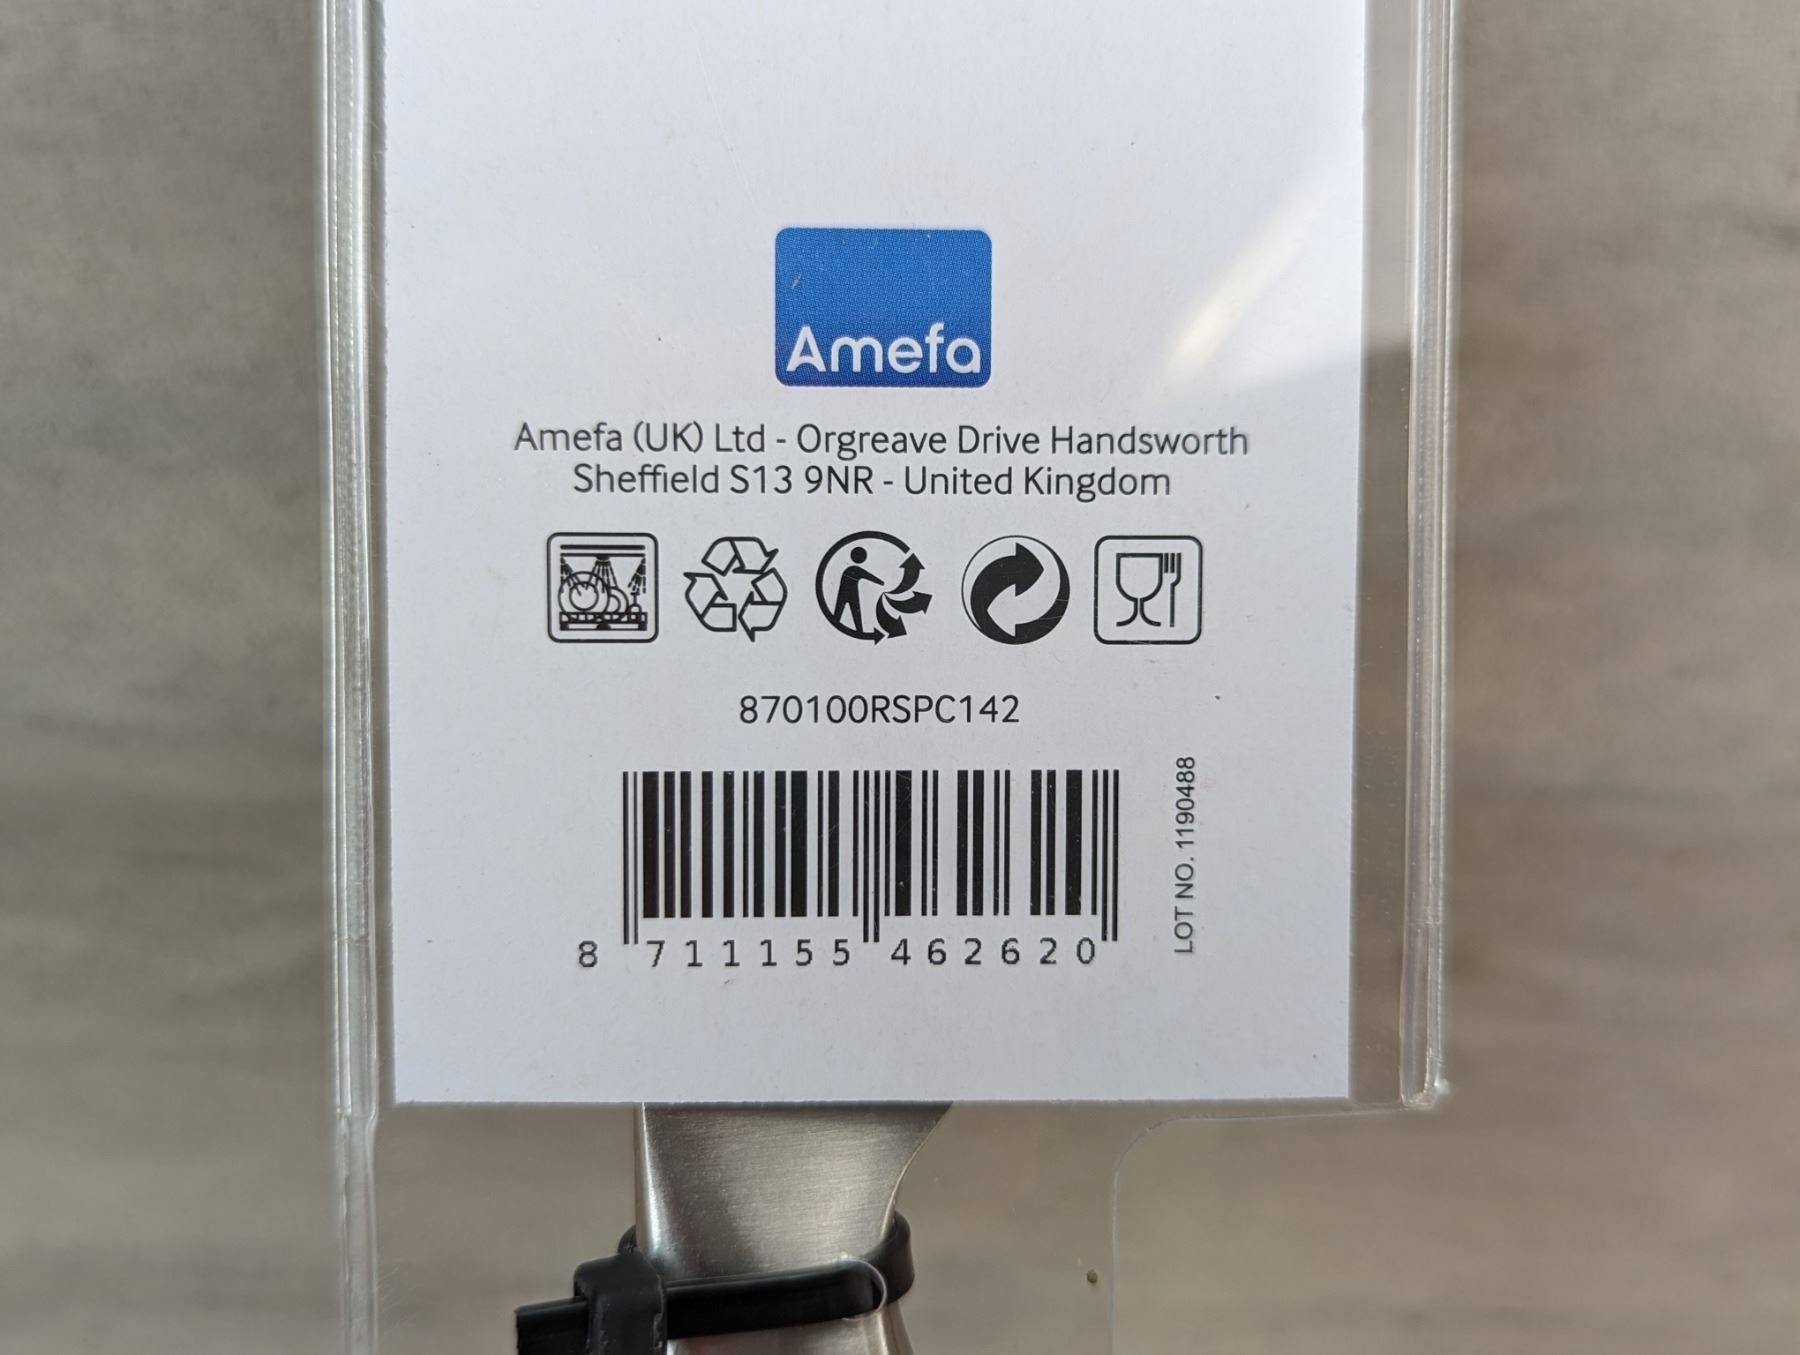 Amefa
Amefa (UK) Ltd - Orgreave Drive Handsworth
Sheffield S13 9NR - United Kingdom
870100RSPC142
8 711155 462620
LOT NO. 1190488